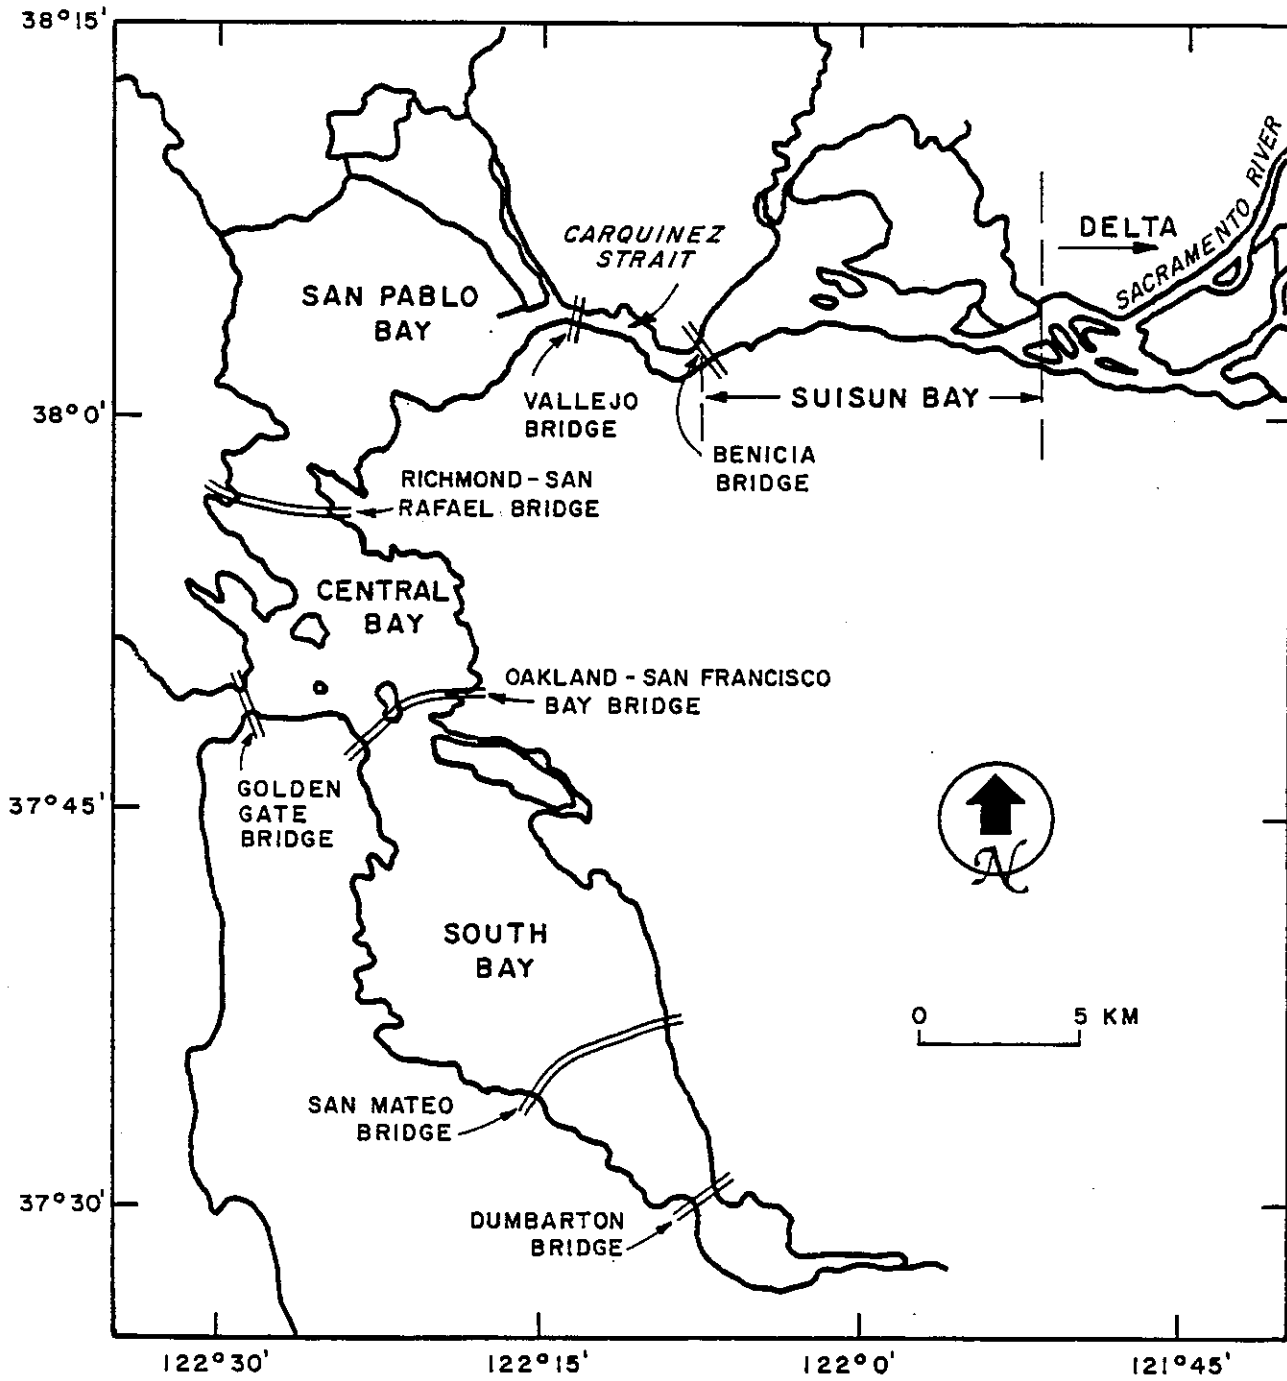 38°15'
SACRAMENTO RIVER
DELTA
CARQUINEZ
STRAIT
SAN PABLO
BAY
VALLEJO
BRIDGE
SUISUN BAY
38°0'
BENICIA
BRIDGE
RICHMOND-SAN
RAFAEL BRIDGE
CENTRAL
BAY
OAKLAND-SAN FRANCISCO
BAY BRIDGE
GOLDEN
GATE
BRIDGE
37°45'
N
SOUTH
BAY
0 5 KM
SAN MATEO
BRIDGE
37°30'
DUMBARTON
BRIDGE
122°30' 122°15' 122°0' 121°45'